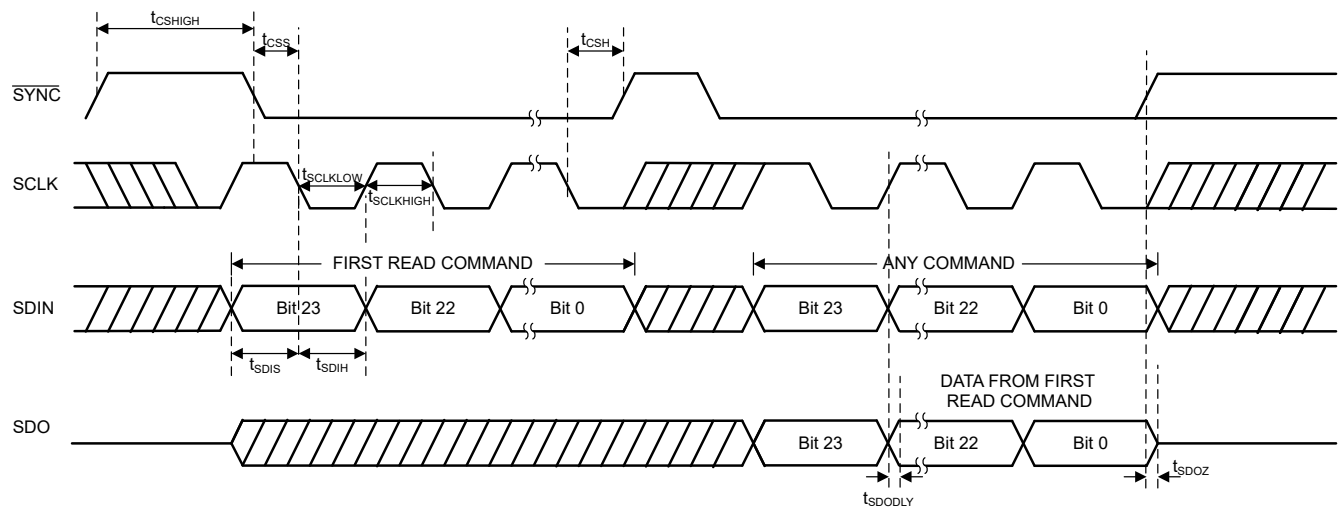 tCSHIGH
tCSS
tCSH
SYNC
SCLK
tSCLKLOW
tSCLKHIGH
FIRST READ COMMAND
ANY COMMAND
SDIN
Bit 23
Bit 22
Bit 0
Bit 23
Bit 22
Bit 0
tSDIS
tSDIH
DATA FROM FIRST
READ COMMAND
SDO
Bit 23
Bit 22
Bit 0
tSDODLY
tSDOZ